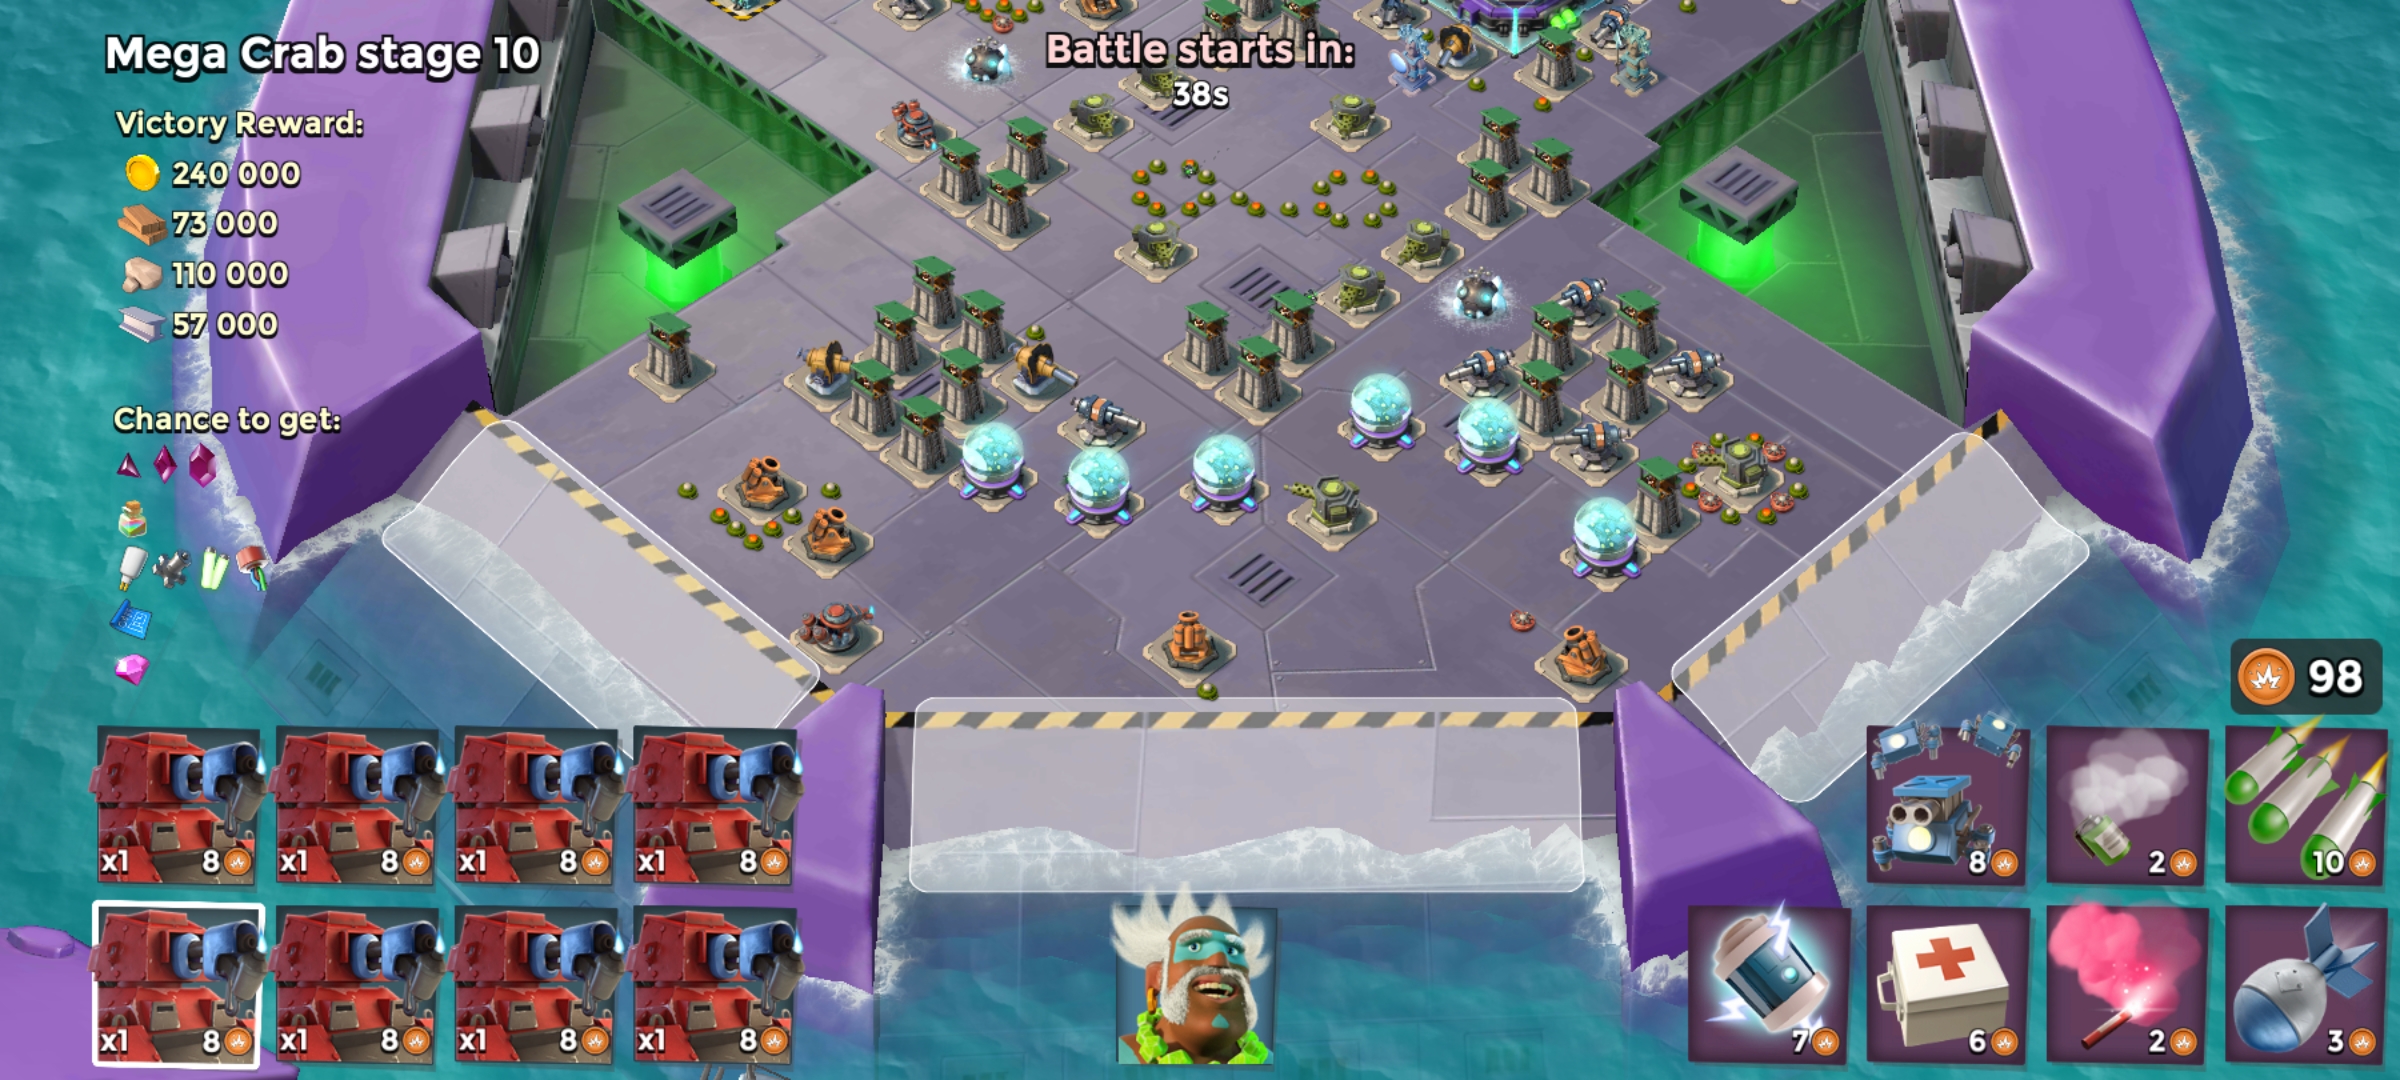 Mega Crab stage 10
Battle starts in:
38s
Victory Reward:
240 000
73 000
110 000
57 000
Chance to get:
98
x1 8
x1 8
x1 8
x1 8
8
2
10
x1 8
x1 8
x1 8
x1 8
7
6
2
3